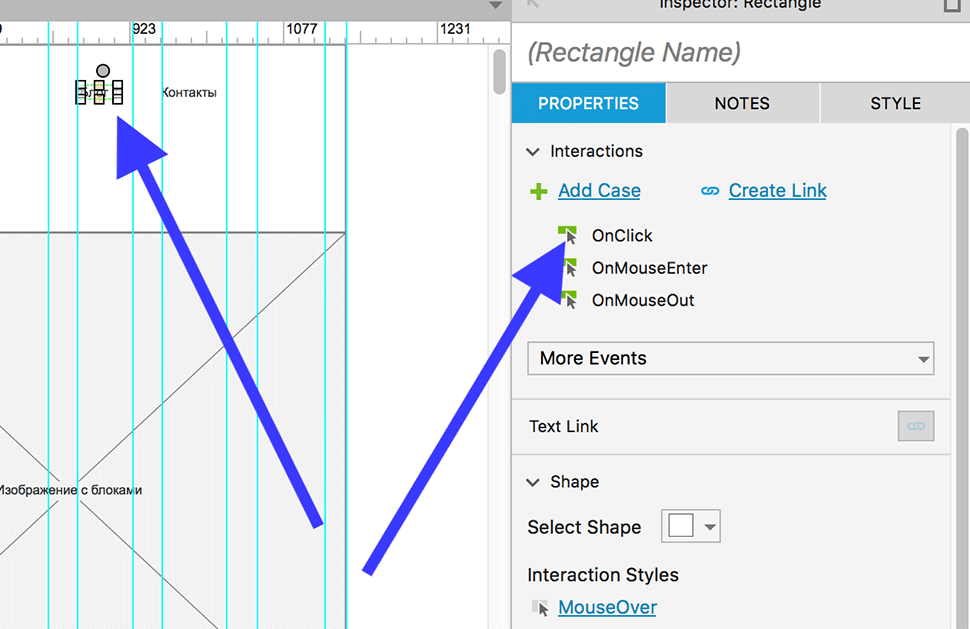 Inspector: Rectangle
923
1077
1231
(Rectangle Name)
Блог
Контакты
PROPERTIES
NOTES
STYLE
Interactions
Add Case
Create Link
OnClick
OnMouseEnter
OnMouseOut
More Events
Text Link
Shape
Изображение с блоками
Select Shape
Interaction Styles
MouseOver